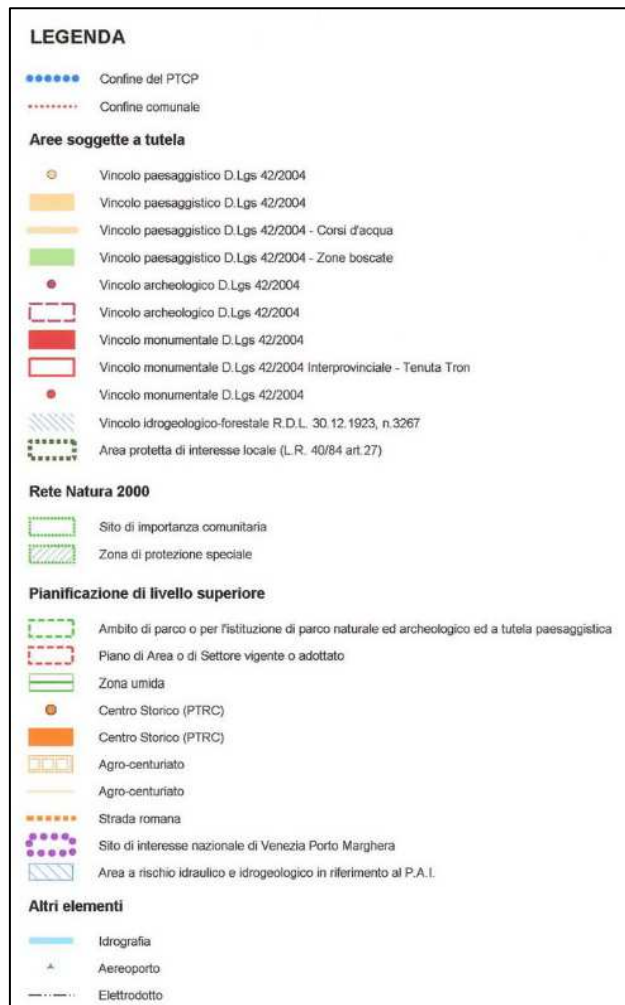 LEGENDA
Confine del PTCP
Confine comunale
Aree soggette a tutela
Vincolo paesaggistico D.Lgs 42/2004
Vincolo paesaggistico D.Lgs 42/2004
Vincolo paesaggistico D.Lgs 42/2004 - Corsi d'acqua
Vincolo paesaggistico D.Lgs 42/2004 - Zone boscate
Vincolo archeologico D.Lgs 42/2004
Vincolo archeologico D.Lgs 42/2004
Vincolo monumentale D.Lgs 42/2004
Vincolo monumentale D.Lgs 42/2004 Interprovinciale - Tenuta Tron
Vincolo monumentale D.Lgs 42/2004
Vincolo idrogeologico-forestale R.D.L. 30.12.1923, n.3267
Area protetta di interesse locale (L.R. 40/84 art.27)
Rete Natura 2000
Sito di importanza comunitaria
Zona di protezione speciale
Pianificazione di livello superiore
Ambito di parco o per l'istituzione di parco naturale ed archeologico ed a tutela paesaggistica
Piano di Area o di Settore vigente o adottato
Zona umida
Centro Storico (PTRC)
Centro Storico (PTRC)
Agro-centuriato
Agro-centuriato
Strada romana
Sito di interesse nazionale di Venezia Porto Marghera
Area a rischio idraulico e idrogeologico in riferimento al P.A.I.
Altri elementi
Idrografia
Aereoporto
Elettrodotto